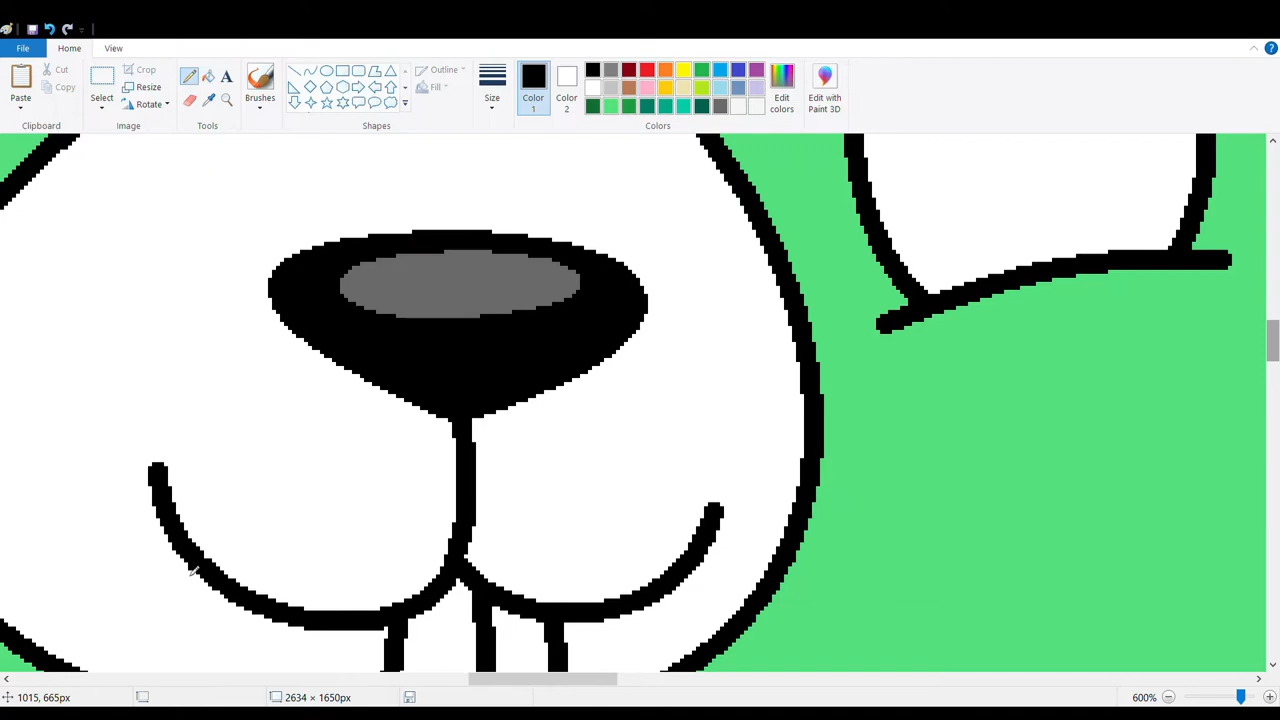 File Home View
Paste
Cut
Copy
Clipboard
Select
Crop
Resize
Rotate
Image
A
Tools
Brushes
Shapes
Outline
Fill
Size
Color 1
Color 2
Colors
Edit colors
Edit with Paint 3D
?
1015, 665px
2634 × 1650px
600%